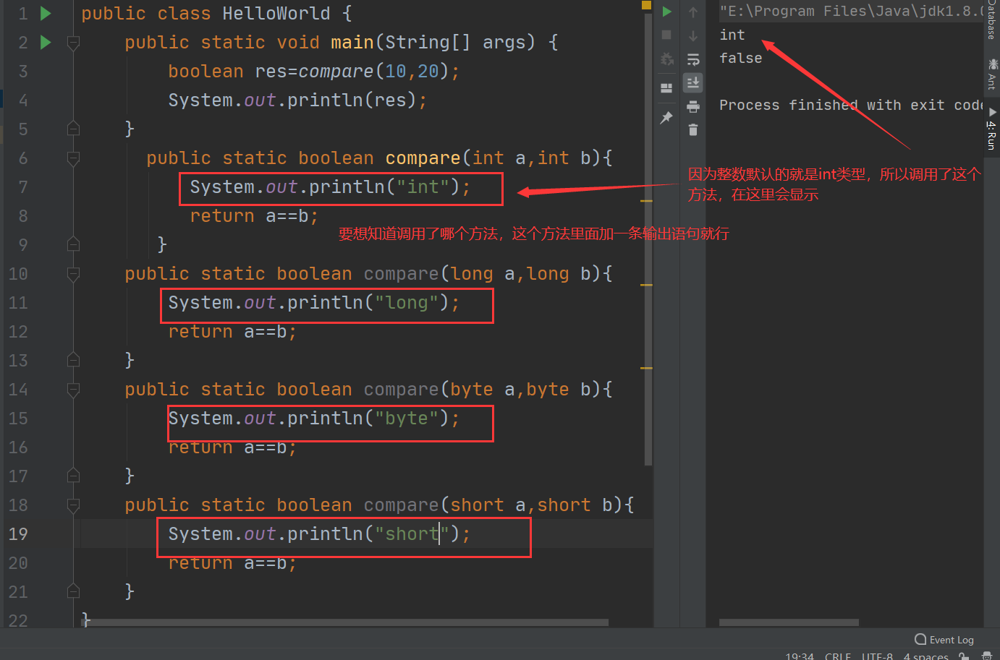 1 public class HelloWorld {
2 public static void main(String[] args) {
3 boolean res=compare(10,20);
4 System.out.println(res);
5 }
6 public static boolean compare(int a,int b){
7 System.out.println("int");
8 return a==b;
要想知道调用了哪个方法，这个方法里面加一条输出语句就行
9 }
10 public static boolean compare(long a,long b){
11 System.out.println("long");
12 return a==b;
13 }
14 public static boolean compare(byte a,byte b){
15 System.out.println("byte");
16 return a==b;
17 }
18 public static boolean compare(short a,short b){
19 System.out.println("short");
20 return a==b;
21 }
22 }
"E:\Program Files\Java\jdk1.8.0
int
false
Process finished with exit code
因为整数默认的就是int类型，所以调用了这个
方法，在这里会显示
Database
Ant
4: Run
Event Log
19:34 CRLF UTF-8 4 spaces